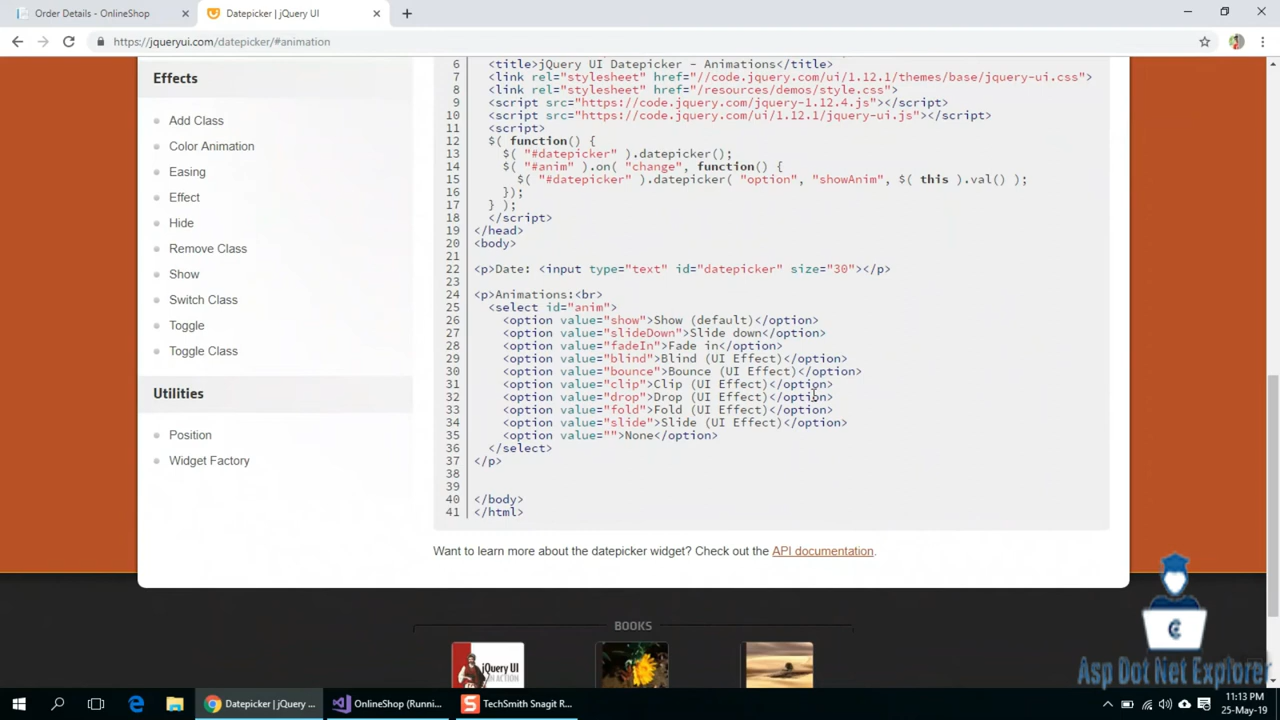 Order Details - OnlineShop
Datepicker | jQuery UI
https://jqueryui.com/datepicker/#animation
Effects
Add Class
Color Animation
Easing
Effect
Hide
Remove Class
Show
Switch Class
Toggle
Toggle Class
Utilities
Position
Widget Factory
6 <title>jQuery UI Datepicker - Animations</title>
7 <link rel="stylesheet" href="//code.jquery.com/ui/1.12.1/themes/base/jquery-ui.css">
8 <link rel="stylesheet" href="/resources/demos/style.css">
9 <script src="https://code.jquery.com/jquery-1.12.4.js"></script>
10 <script src="https://code.jquery.com/ui/1.12.1/jquery-ui.js"></script>
11 <script>
12 $( function() {
13 $( "#datepicker" ).datepicker();
14 $( "#anim" ).on( "change", function() {
15 $( "#datepicker" ).datepicker( "option", "showAnim", $( this ).val() );
16 });
17 } );
18 </script>
19 </head>
20 <body>
21
22 <p>Date: <input type="text" id="datepicker" size="30"></p>
23
24 <p>Animations:<br>
25 <select id="anim">
26 <option value="show">Show (default)</option>
27 <option value="slideDown">Slide down</option>
28 <option value="fadeIn">Fade in</option>
29 <option value="blind">Blind (UI Effect)</option>
30 <option value="bounce">Bounce (UI Effect)</option>
31 <option value="clip">Clip (UI Effect)</option>
32 <option value="drop">Drop (UI Effect)</option>
33 <option value="fold">Fold (UI Effect)</option>
34 <option value="slide">Slide (UI Effect)</option>
35 <option value="">None</option>
36 </select>
37 </p>
38
39
40 </body>
41 </html>
Want to learn more about the datepicker widget? Check out the API documentation.
BOOKS
jQuery UI
IN ACTION
Asp Dot Net Explorer
Datepicker | jQuery ...
OnlineShop (Runni...
TechSmith Snagit R...
11:13 PM
25-May-19